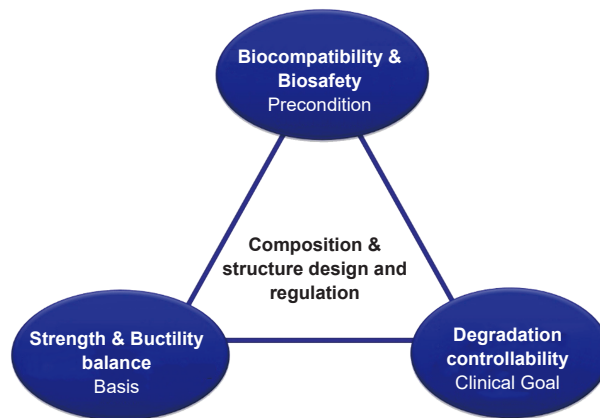 Biocompatibility &
Biosafety
Precondition
Composition &
structure design and
regulation
Strength & Buctility
balance
Basis
Degradation
controllability
Clinical Goal